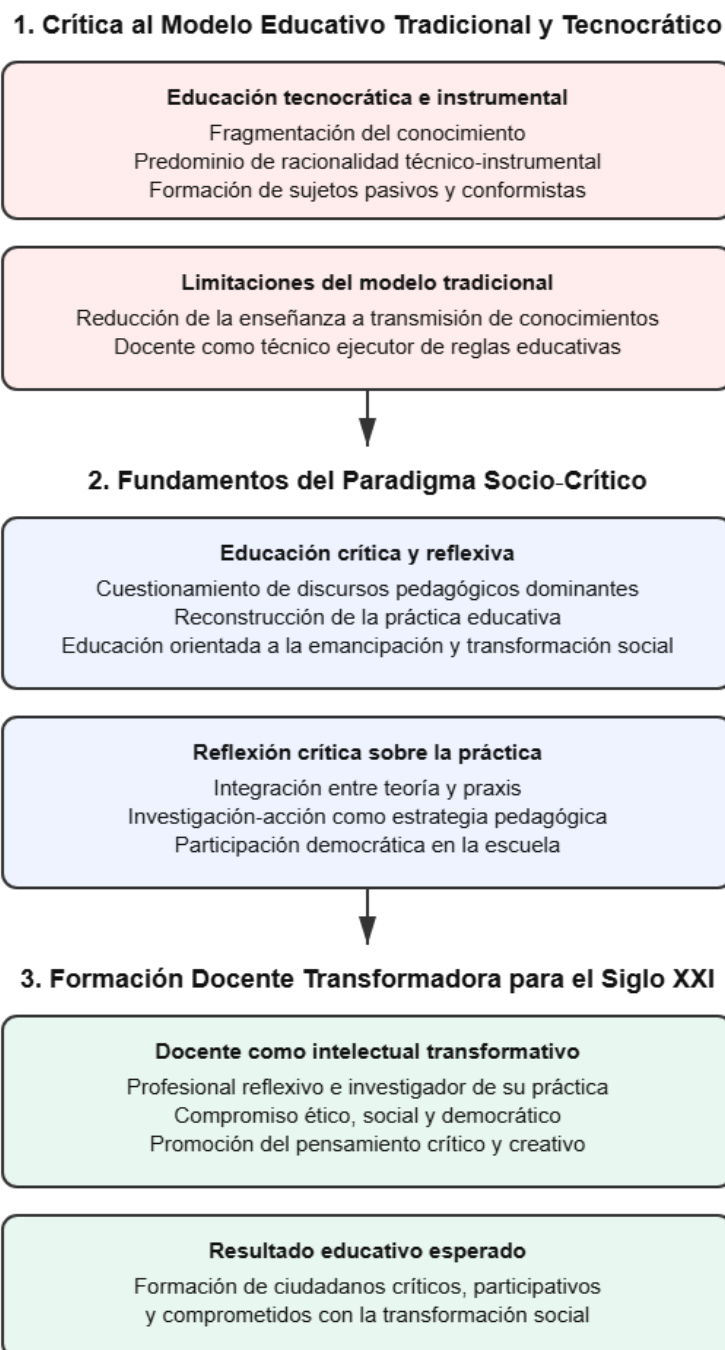 1. Crítica al Modelo Educativo Tradicional y Tecnocrático
Educación tecnocrática e instrumental
Fragmentación del conocimiento
Predominio de racionalidad técnico-instrumental
Formación de sujetos pasivos y conformistas
Limitaciones del modelo tradicional
Reducción de la enseñanza a transmisión de conocimientos
Docente como técnico ejecutor de reglas educativas
2. Fundamentos del Paradigma Socio-Crítico
Educación crítica y reflexiva
Cuestionamiento de discursos pedagógicos dominantes
Reconstrucción de la práctica educativa
Educación orientada a la emancipación y transformación social
Reflexión crítica sobre la práctica
Integración entre teoría y praxis
Investigación-acción como estrategia pedagógica
Participación democrática en la escuela
3. Formación Docente Transformadora para el Siglo XXI
Docente como intelectual transformativo
Profesional reflexivo e investigador de su práctica
Compromiso ético, social y democrático
Promoción del pensamiento crítico y creativo
Resultado educativo esperado
Formación de ciudadanos críticos, participativos
y comprometidos con la transformación social